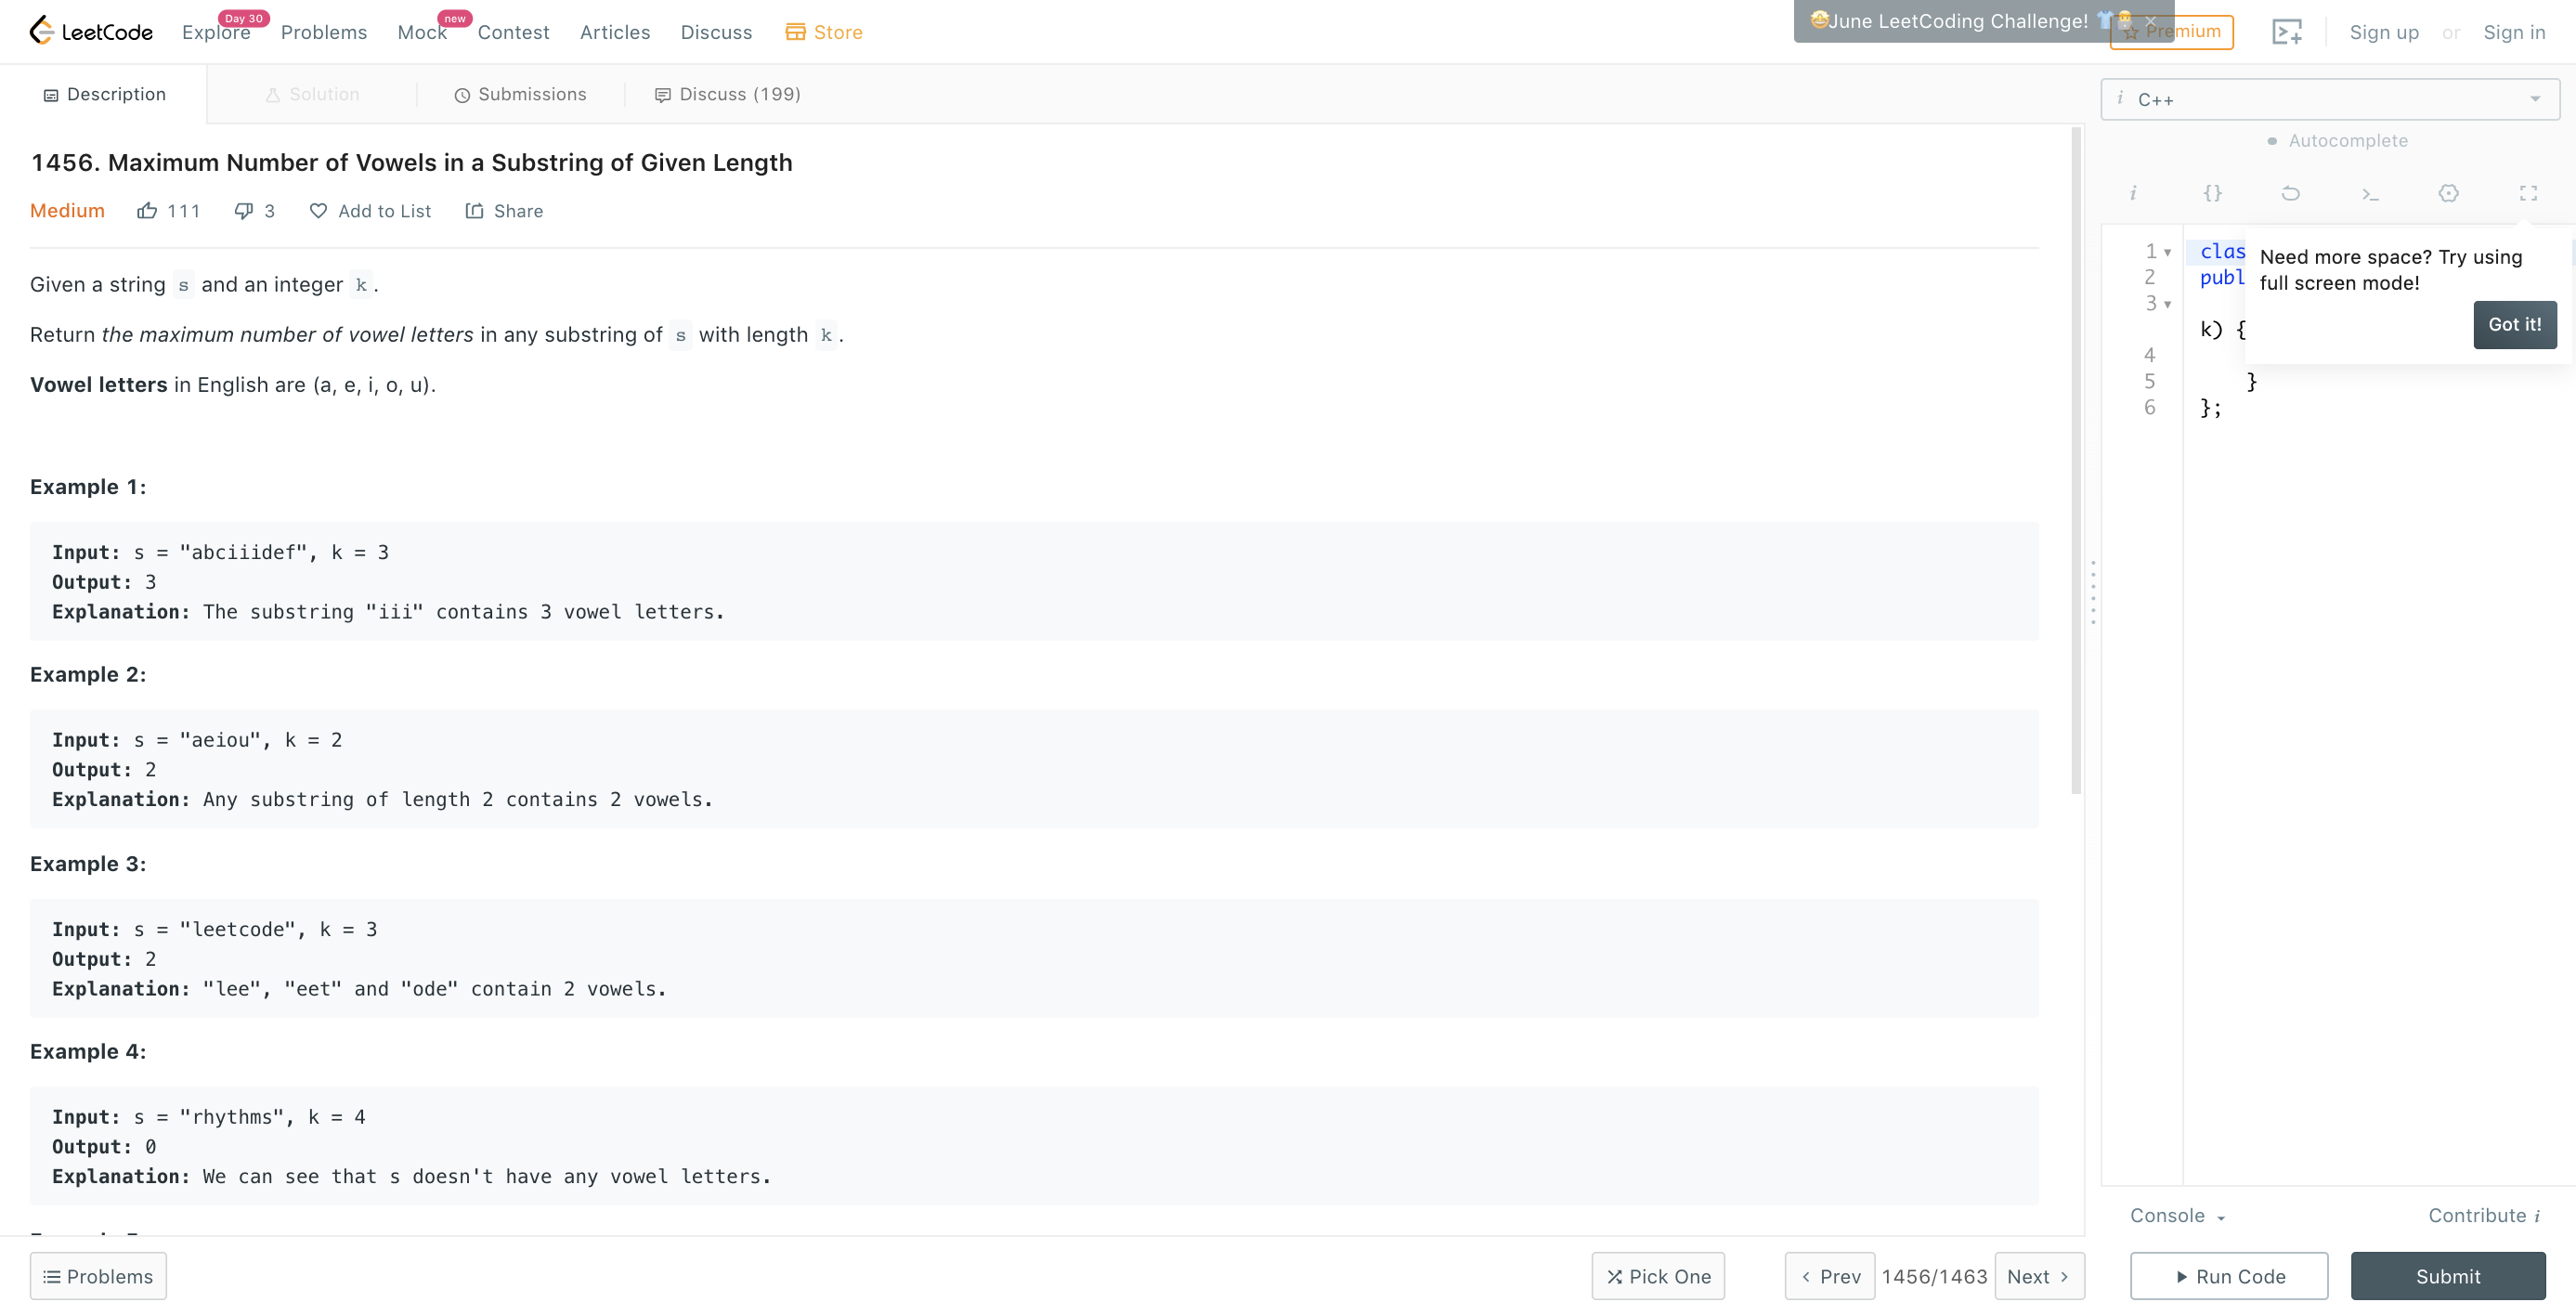 LeetCode
Explore
Day 30
Problems
Mock
new
Contest
Articles
Discuss
Store
June LeetCoding Challenge!
Premium
Sign up or Sign in
Description
Solution
Submissions
Discuss (199)
1456. Maximum Number of Vowels in a Substring of Given Length
Medium 111 3 Add to List Share
Given a string s and an integer k.
Return the maximum number of vowel letters in any substring of s with length k.
Vowel letters in English are (a, e, i, o, u).
Example 1:
Input: s = "abciiidef", k = 3
Output: 3
Explanation: The substring "iii" contains 3 vowel letters.
Example 2:
Input: s = "aeiou", k = 2
Output: 2
Explanation: Any substring of length 2 contains 2 vowels.
Example 3:
Input: s = "leetcode", k = 3
Output: 2
Explanation: "lee", "eet" and "ode" contain 2 vowels.
Example 4:
Input: s = "rhythms", k = 4
Output: 0
Explanation: We can see that s doesn't have any vowel letters.
Problems
Pick One
Prev
1456/1463
Next
i C++
Autocomplete
i {} >_
1 clas
2 publ
3
k) {
4
5 }
6 };
Need more space? Try using
full screen mode!
Got it!
Console
Contribute i
Run Code
Submit